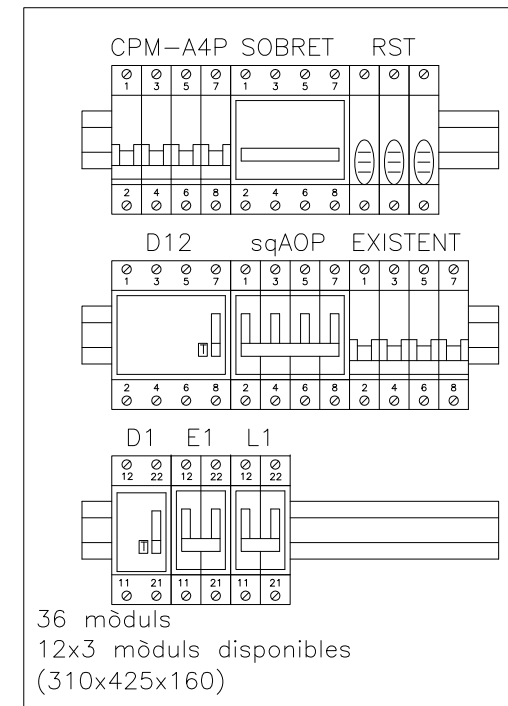 CPM-A4P SOBRET RST
1 3 5 7 1 3 5 7
2 4 6 8 2 4 6 8
D12 sqAOP EXISTENT
1 3 5 7 1 3 5 7 1 3 5 7
T
2 4 6 8 2 4 6 8 2 4 6 8
D1 E1 L1
12 22 12 22 12 22
T
11 21 11 21 11 21
36 mòduls
12x3 mòduls disponibles
(310x425x160)